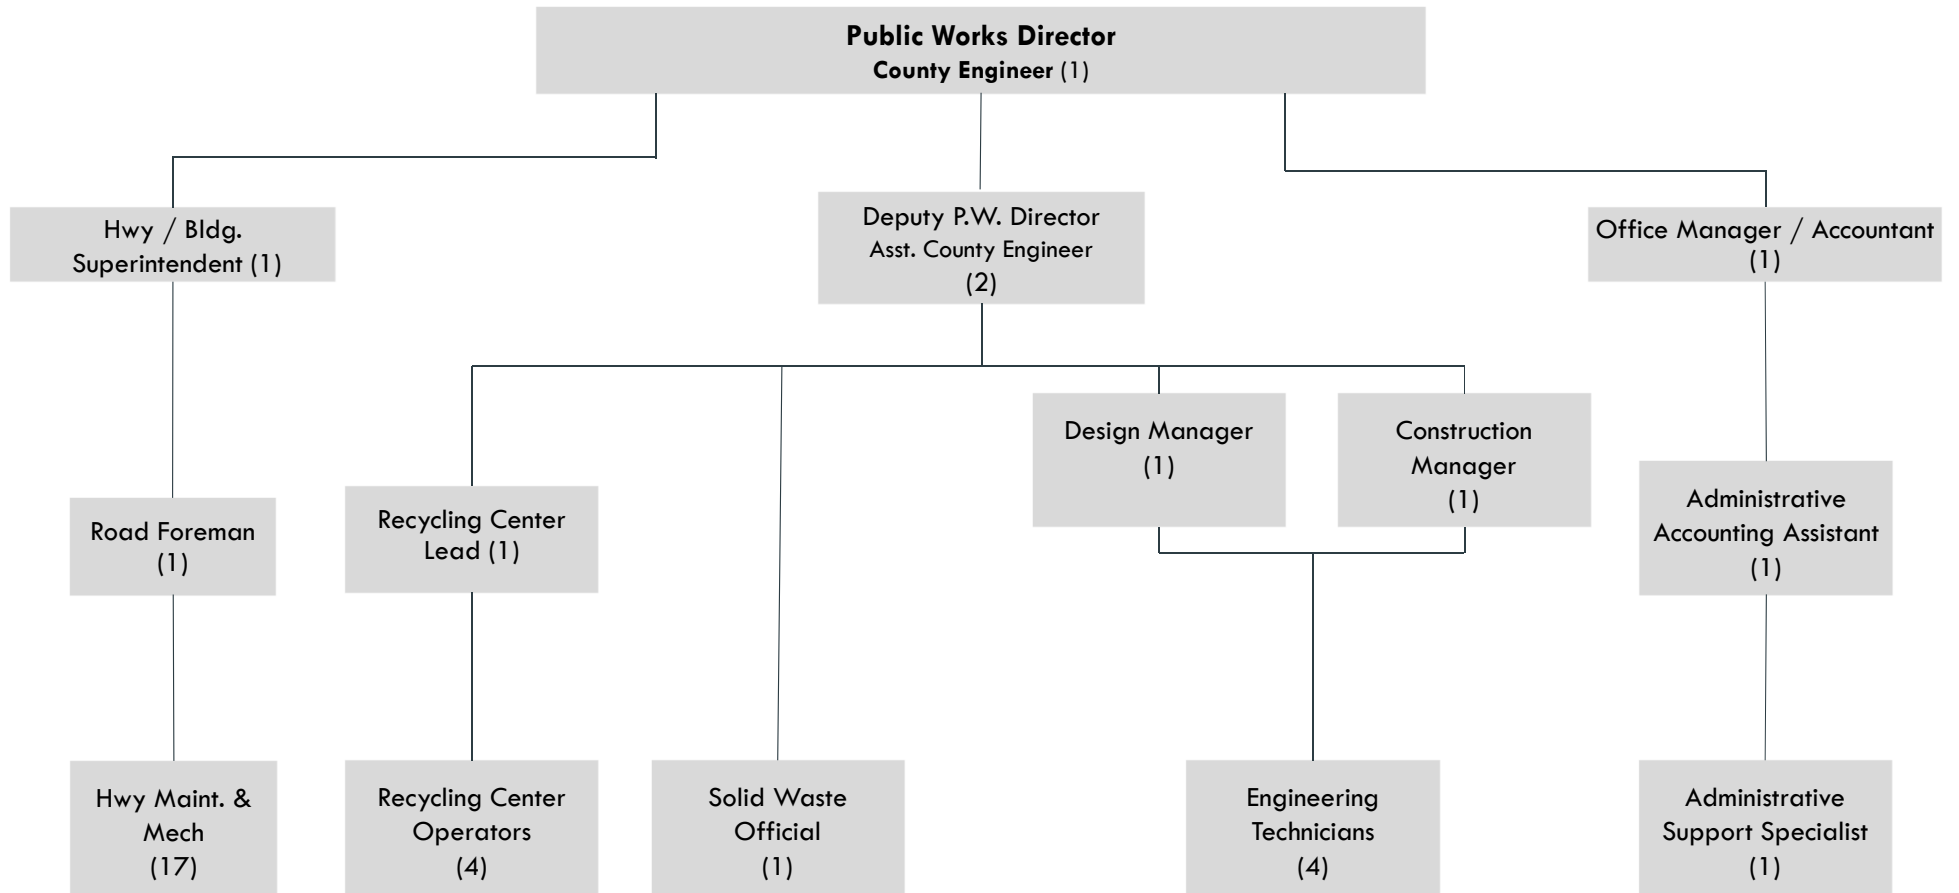 Public Works Director
County Engineer (1)
Hwy / Bldg.
Superintendent (1)
Deputy P.W. Director
Asst. County Engineer
(2)
Office Manager / Accountant
(1)
Design Manager
(1)
Construction
Manager
(1)
Road Foreman
(1)
Recycling Center
Lead (1)
Administrative
Accounting Assistant
(1)
Hwy Maint. &
Mech
(17)
Recycling Center
Operators
(4)
Solid Waste
Official
(1)
Engineering
Technicians
(4)
Administrative
Support Specialist
(1)